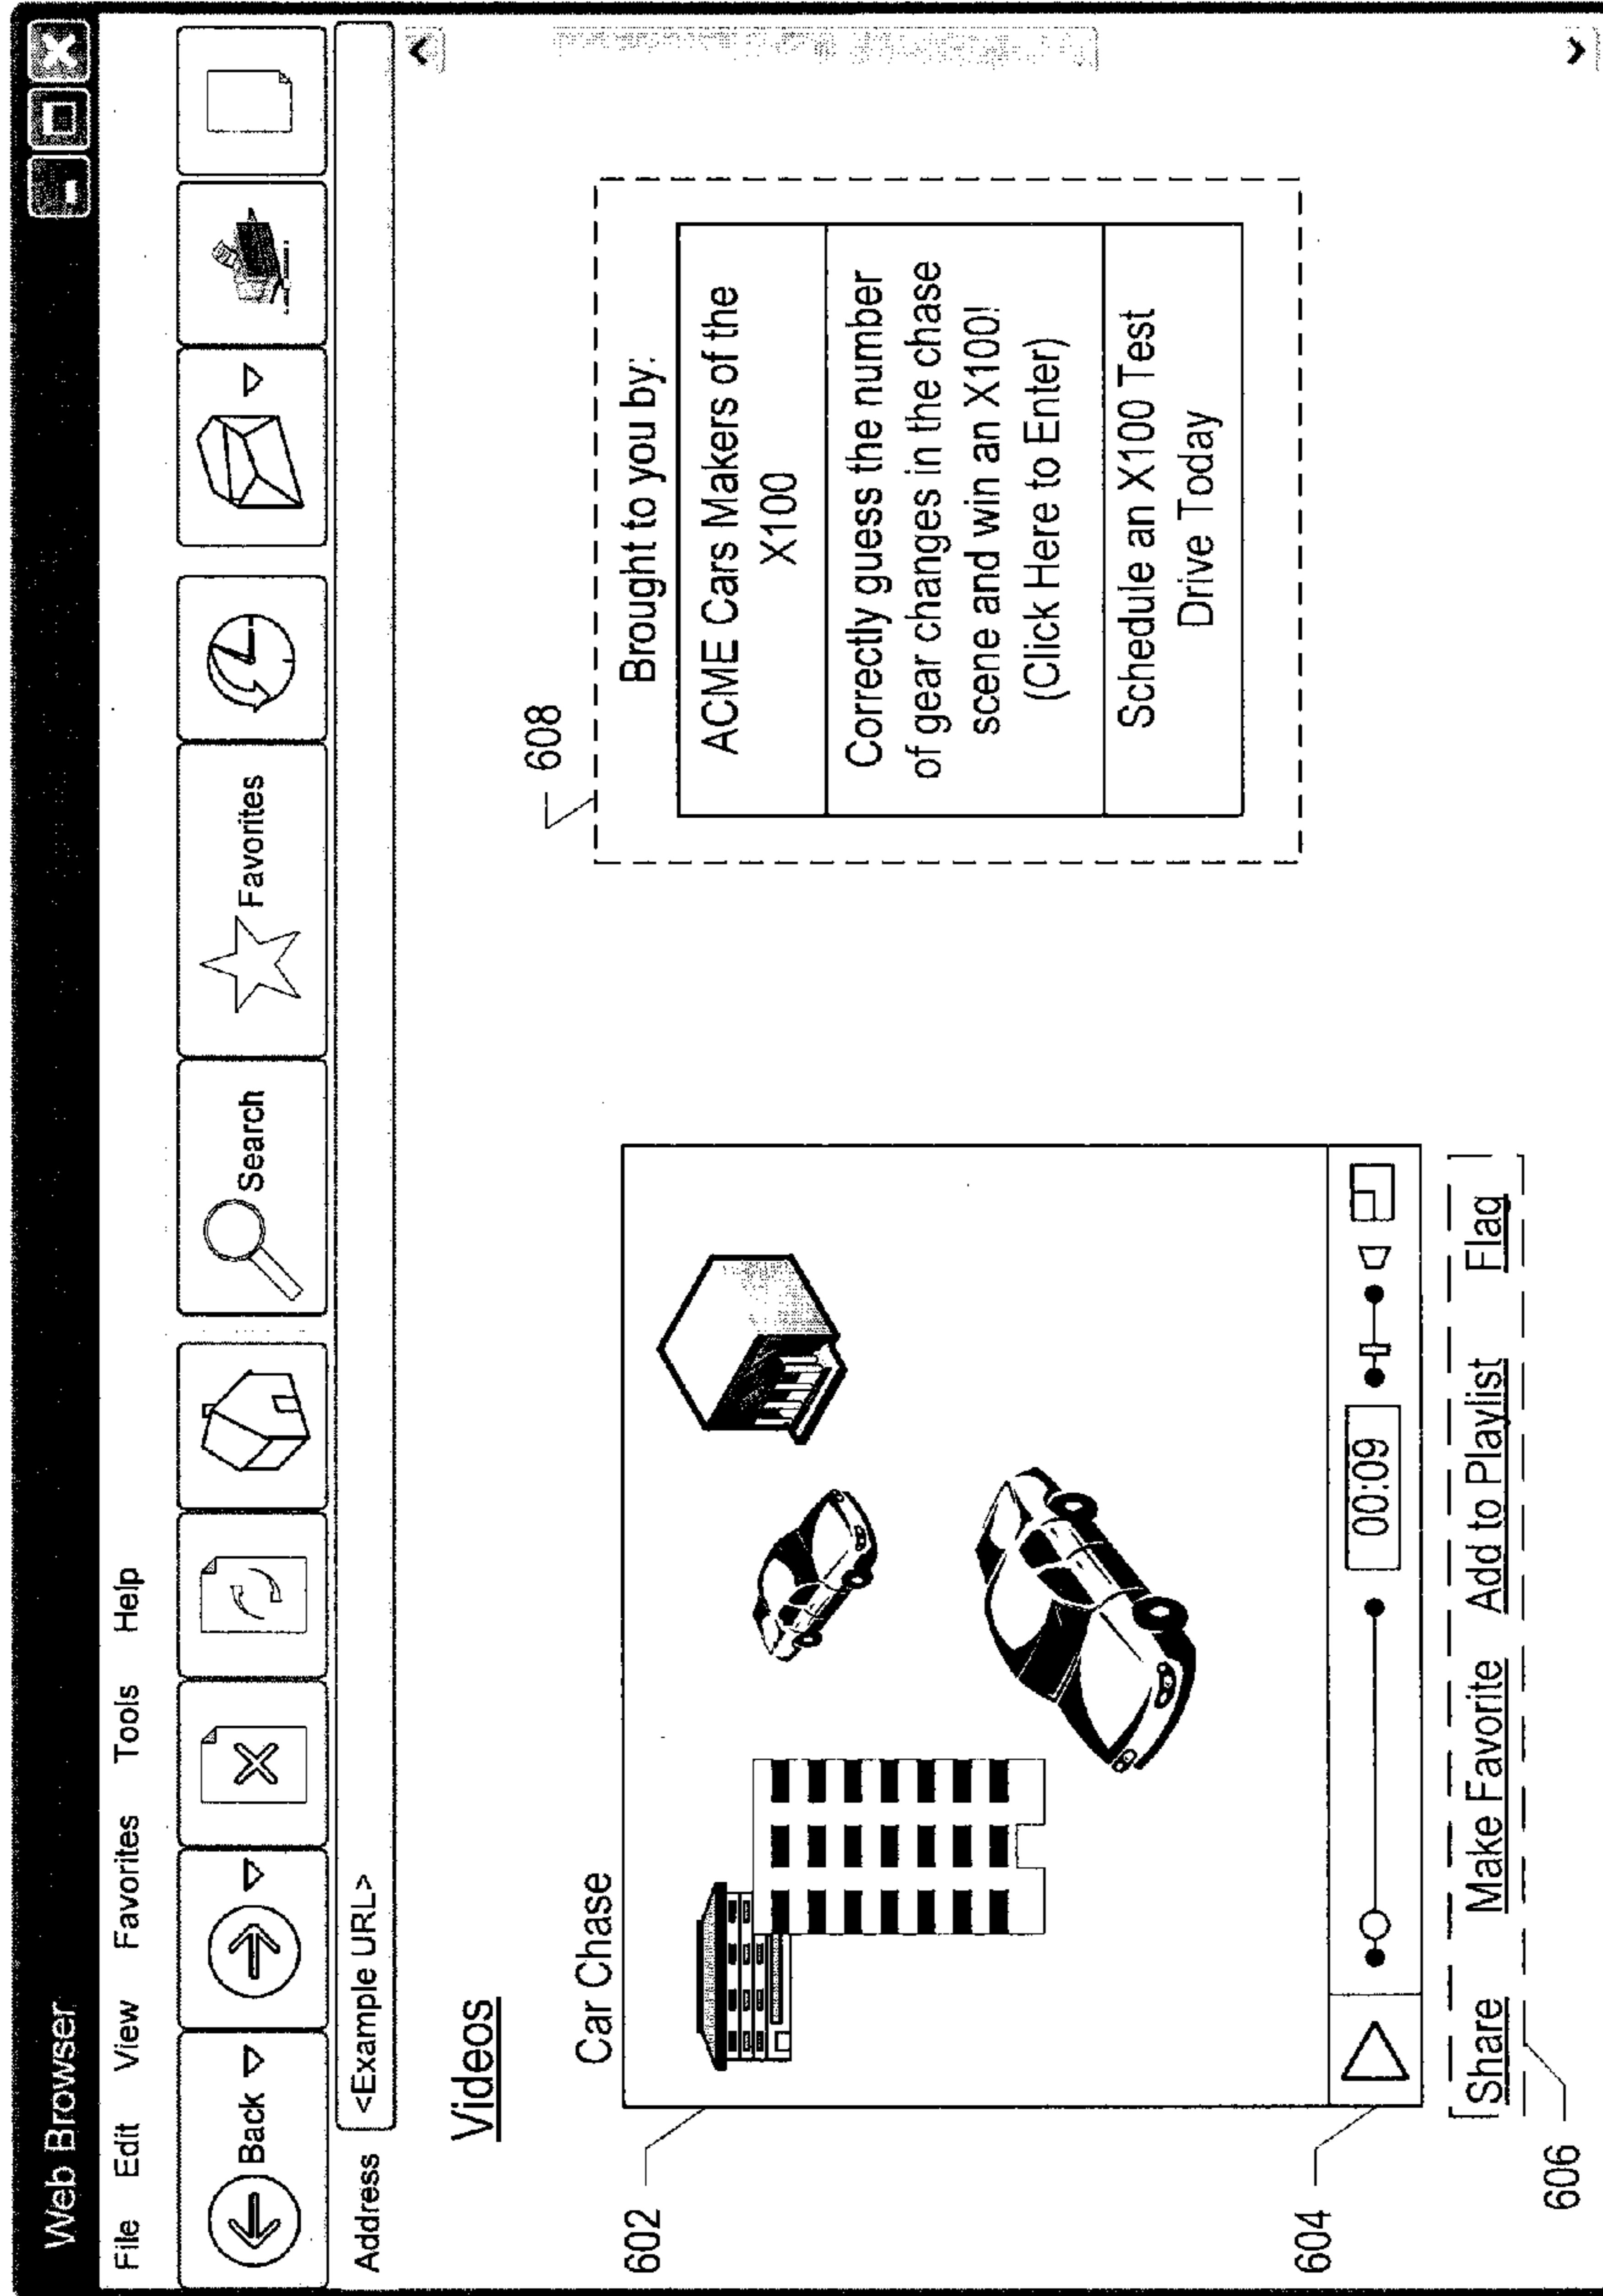 Web Browser
File Edit View Favorites Tools Help
Back Search Favorites
Address <Example URL>
Videos
608
Car Chase
Brought to you by:
602
ACME Cars Makers of the
X100
Correctly guess the number
of gear changes in the chase
scene and win an X100!
(Click Here to Enter)
Schedule an X100 Test
Drive Today
604
00:09
Share Make Favorite Add to Playlist Flag
606